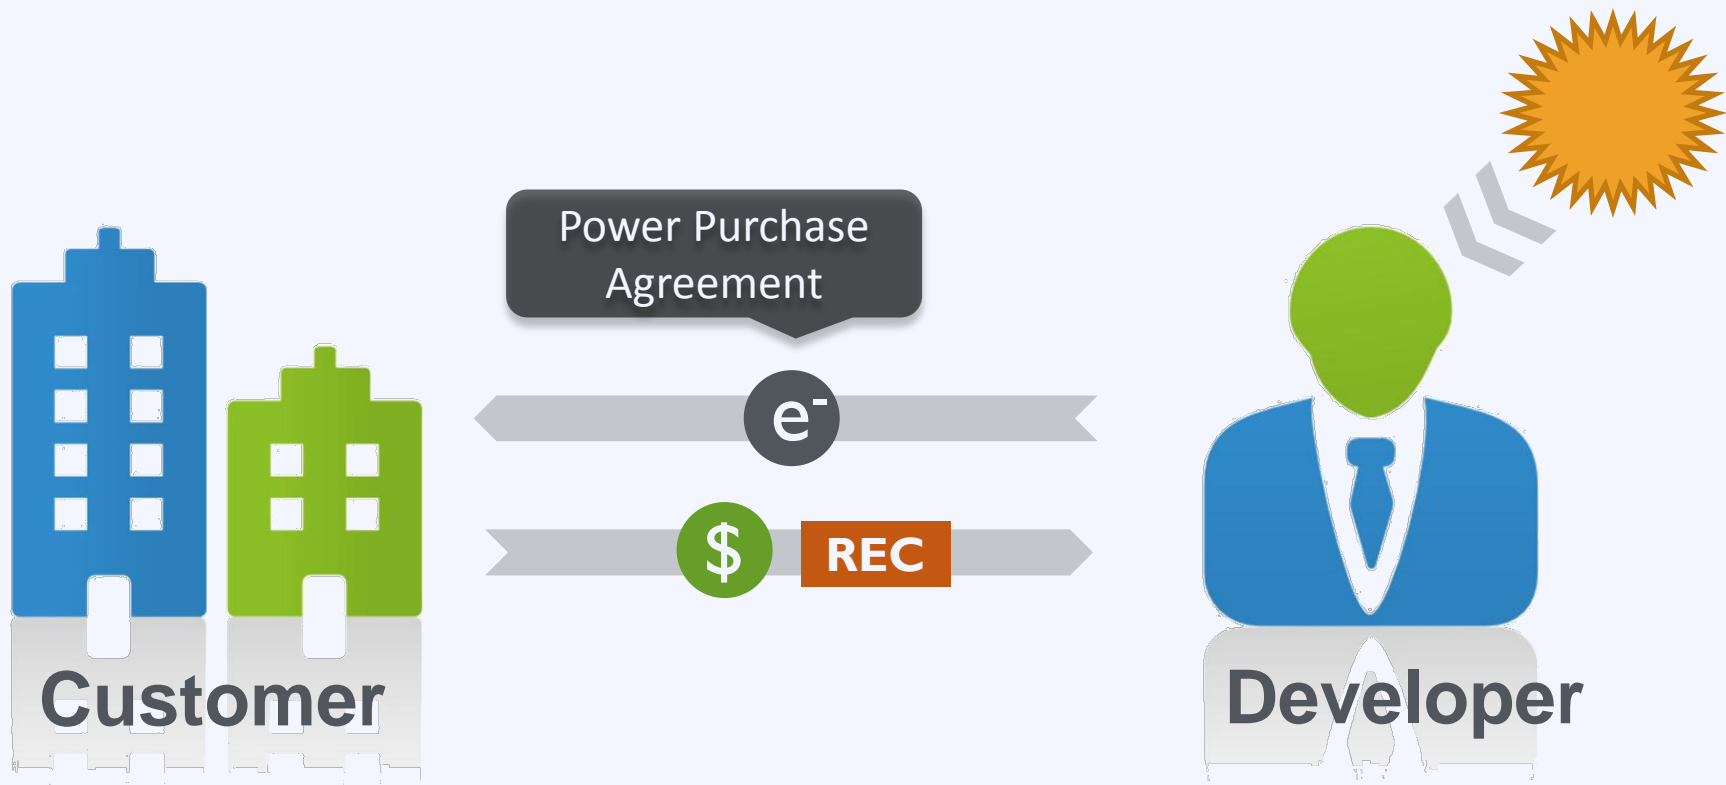 Power Purchase
Agreement
e-
$ REC
Customer
Developer